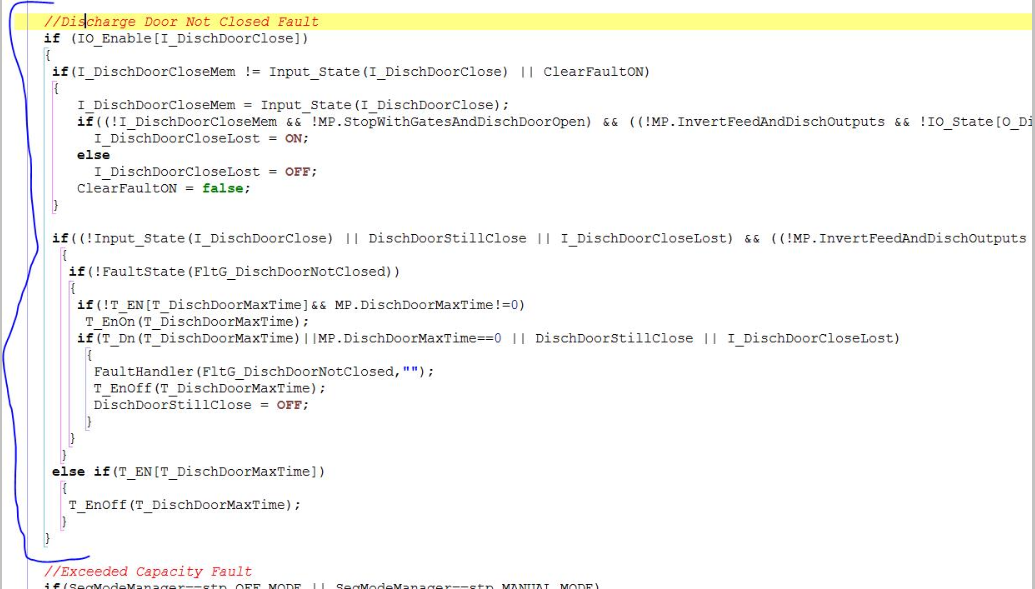 //Discharge Door Not Closed Fault
if (IO_Enable[I_DischDoorClose])
{
if(I_DischDoorCloseMem != Input_State(I_DischDoorClose) || ClearFaultON)
{
I_DischDoorCloseMem = Input_State(I_DischDoorClose);
if((!I_DischDoorCloseMem && !MP.StopWithGatesAndDischDoorOpen) && ((!MP.InvertFeedAndDischOutputs && !IO_State[O_Di
I_DischDoorCloseLost = ON;
else
I_DischDoorCloseLost = OFF;
ClearFaultON = false;
}
if((!Input_State(I_DischDoorClose) || DischDoorStillClose || I_DischDoorCloseLost) && ((!MP.InvertFeedAndDischOutputs
{
if(!FaultState(FltG_DischDoorNotClosed))
{
if(!T_EN[T_DischDoorMaxTime]&& MP.DischDoorMaxTime!=0)
T_EnOn(T_DischDoorMaxTime);
if(T_Dn(T_DischDoorMaxTime)||MP.DischDoorMaxTime==0 || DischDoorStillClose || I_DischDoorCloseLost)
{
FaultHandler(FltG_DischDoorNotClosed,"");
T_EnOff(T_DischDoorMaxTime);
DischDoorStillClose = OFF;
}
}
}
else if(T_EN[T_DischDoorMaxTime])
{
T_EnOff(T_DischDoorMaxTime);
}
}
//Exceeded Capacity Fault
if(SeqModeManager==stp_OFF_MODE || SeqModeManager==stp_MANUAL_MODE)